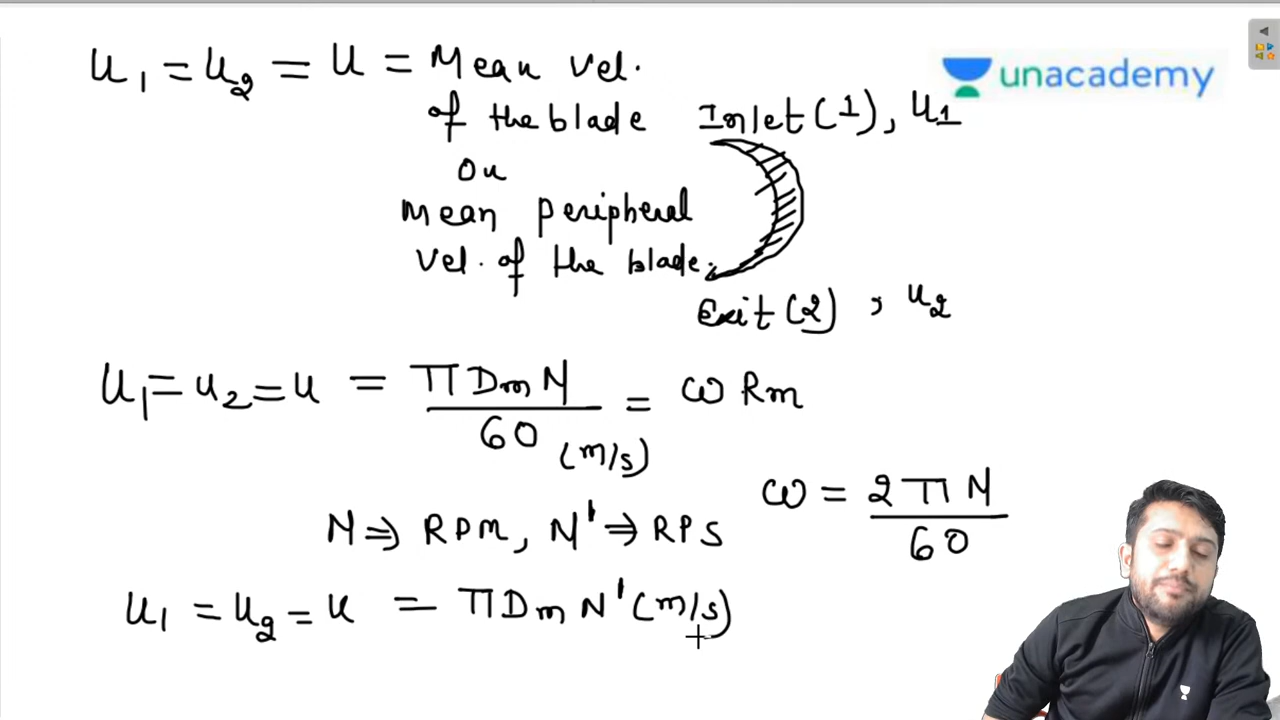 u₁ = u₂ = u = Mean vel.
of the blade
or
Mean peripheral
vel. of the blade.
unacademy
Inlet (1), u₁
Exit (2), u₂
u₁ = u₂ = u = πDmN/60 (m/s) = ω Rm
ω = 2πN/60
N ⇒ RPM, N' ⇒ RPS
u₁ = u₂ = u = πDmN' (m/s)